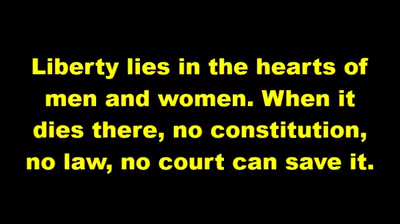 Liberty lies in the hearts of
men and women. When it
dies there, no constitution,
no law, no court can save it.